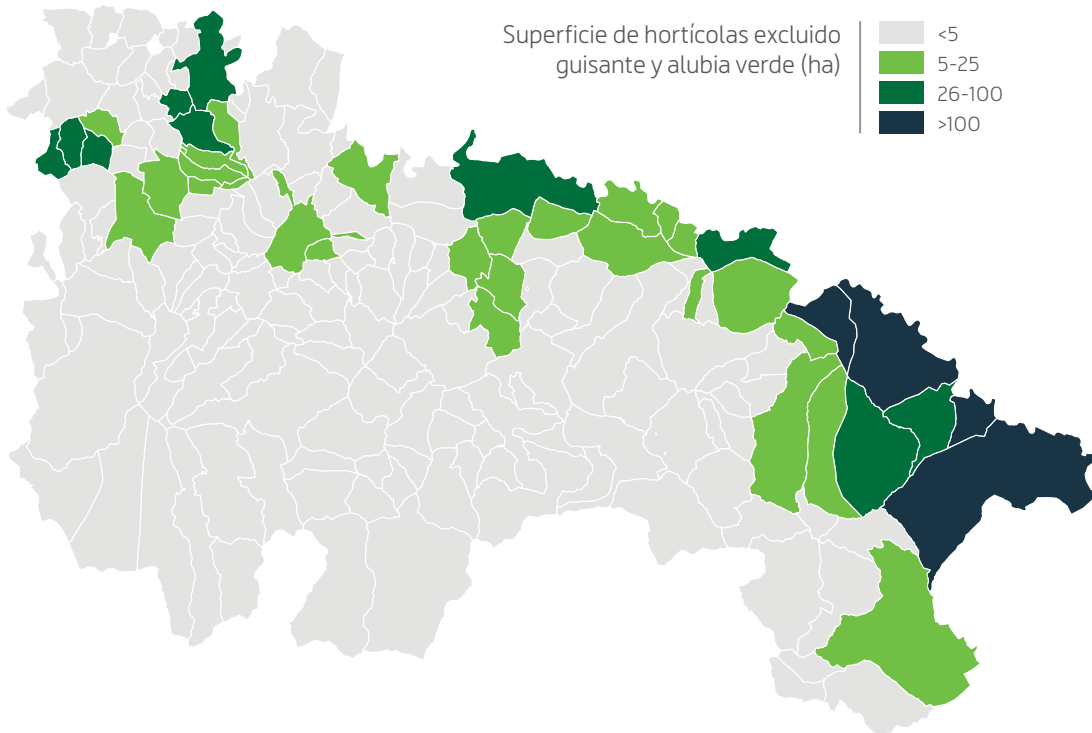 Superficie de hortícolas excluido
guisante y alubia verde (ha)
<5
5-25
26-100
>100